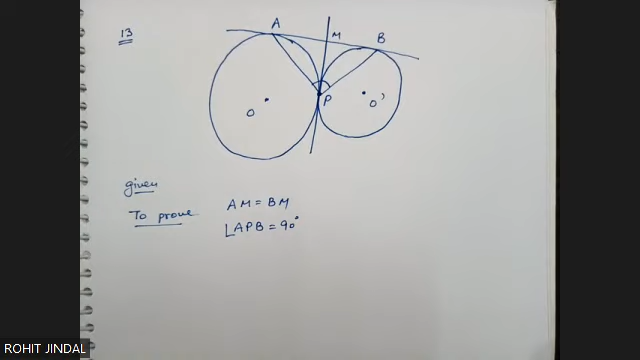 13
A
M
B
P
O
O'
given
To prove AM = BM
∟APB = 90°
ROHIT JINDAL